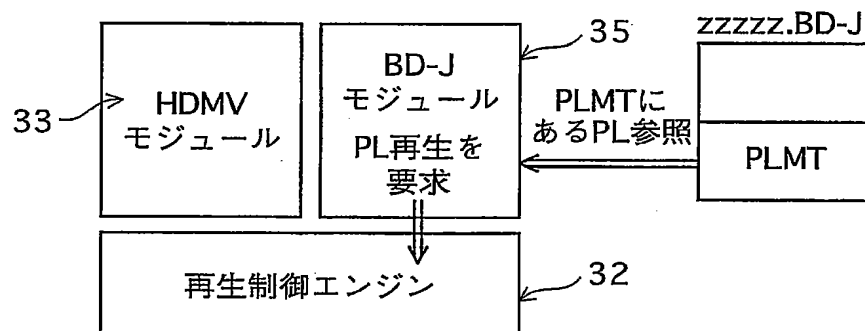 zzzzz.BD-J
35
BD-J
モジュール
33
HDMV
モジュール
PLMTに
あるPL参照
PL再生を
要求
PLMT
再生制御エンジン
32